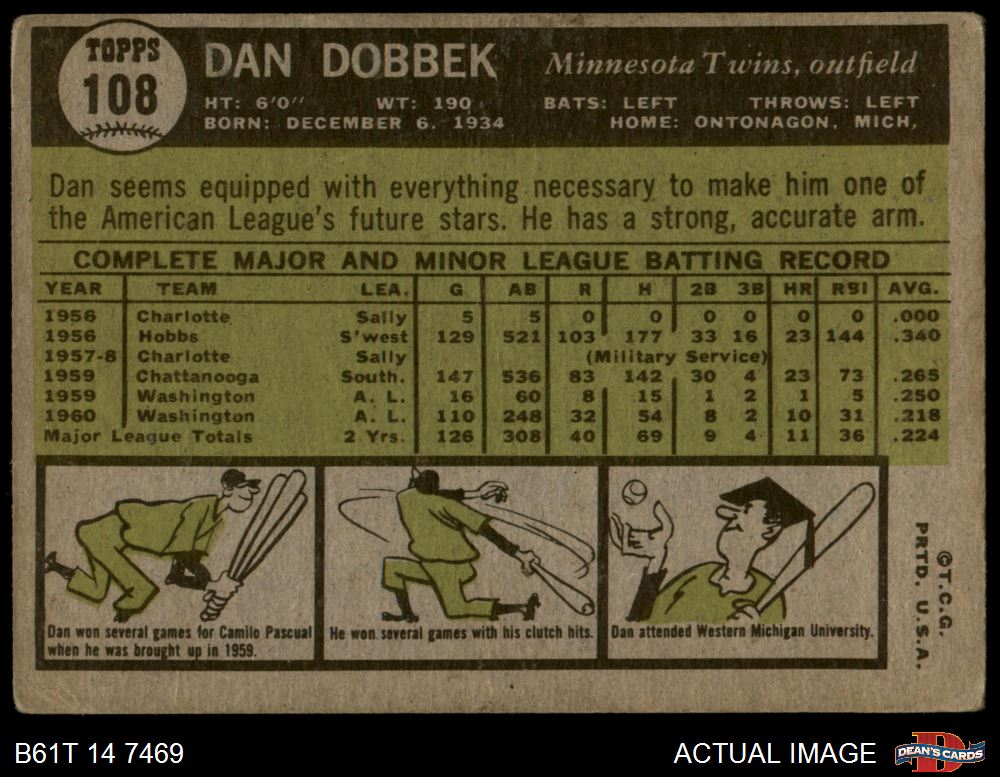 TOPPS
108
DAN DOBBEK
Minnesota Twins, outfield
HT: 6'0" WT: 190 BATS: LEFT THROWS: LEFT
BORN: DECEMBER 6, 1934 HOME: ONTONAGON, MICH,
Dan seems equipped with everything necessary to make him one of
the American League's future stars. He has a strong, accurate arm.
COMPLETE MAJOR AND MINOR LEAGUE BATTING RECORD
YEAR TEAM LEA. G AB R H 2B 3B HR RBI AVG.
1956 Charlotte Sally 5 5 0 0 0 0 0 0 .000
1956 Hobbs S'west 129 521 103 177 33 16 23 144 .340
1957-8 Charlotte Sally (Military Service)
1959 Chattanooga South. 147 536 83 142 30 4 23 73 .265
1959 Washington A. L. 16 60 8 15 1 2 1 5 .250
1960 Washington A. L. 110 248 32 54 8 2 10 31 .218
Major League Totals 2 Yrs. 126 308 40 69 9 4 11 36 .224
Dan won several games for Camilo Pascual
when he was brought up in 1959.
He won several games with his clutch hits.
Dan attended Western Michigan University.
©T.C.G.
PRTD. U.S.A.
B61T 14 7469
ACTUAL IMAGE
D
DEAN'S CARDS